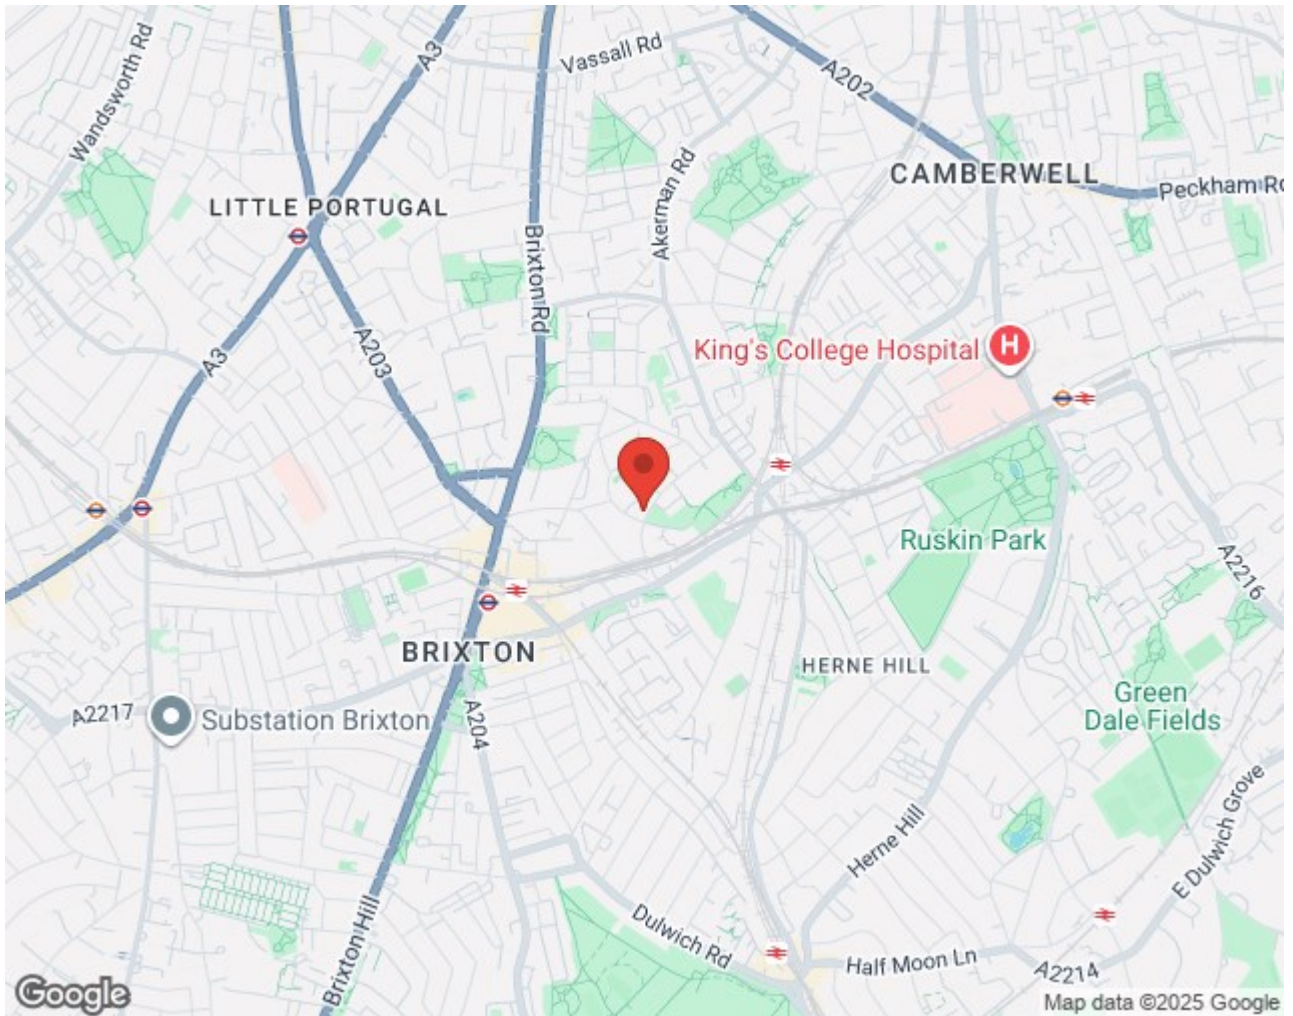 Wandsworth Rd
A3
Vassall Rd
A202
CAMBERWELL
Peckham Rd
LITTLE PORTUGAL
Akerman Rd
Brixton Rd
A3
A203
King's College Hospital
H
Ruskin Park
A2216
BRIXTON
HERNE HILL
Green
Dale Fields
A2217
Substation Brixton
A204
E Dulwich Grove
Herne Hill
Brixton Hill
Dulwich Rd
Half Moon Ln
A2214
Google
Map data ©2025 Google